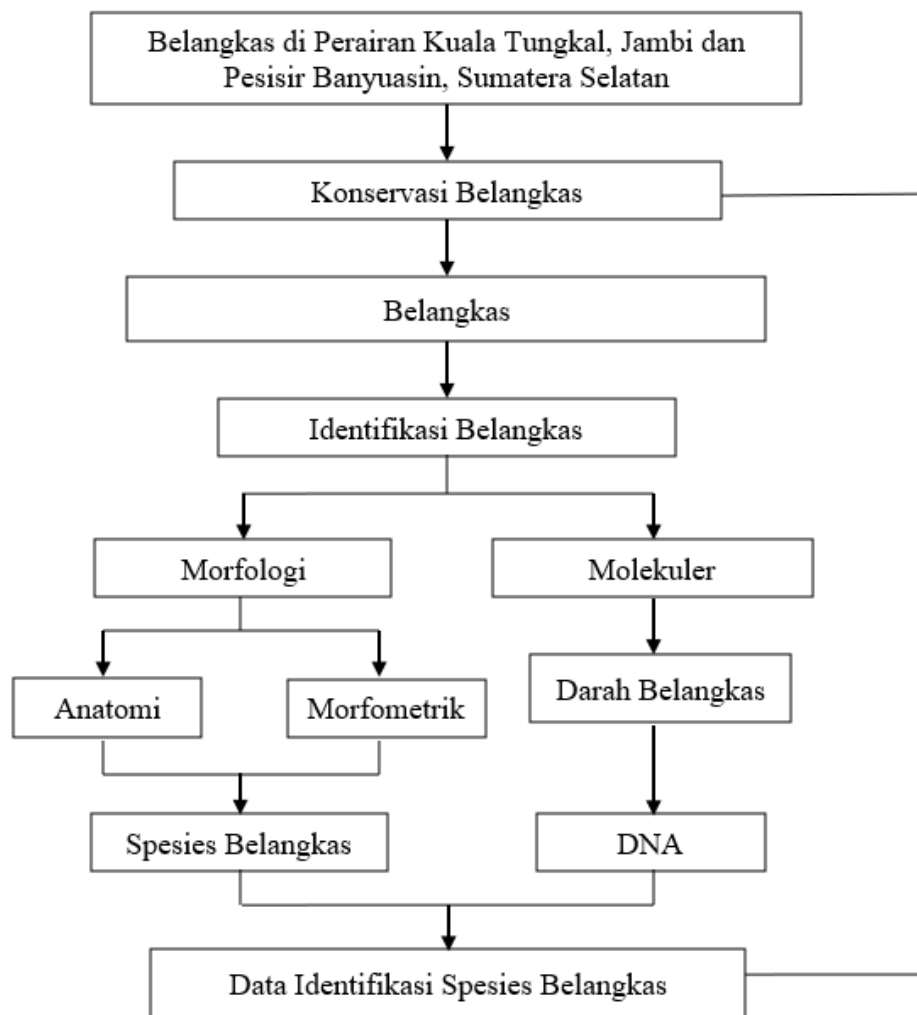 Belangkas di Perairan Kuala Tungkal, Jambi dan
Pesisir Banyuasin, Sumatera Selatan
Konservasi Belangkas
Belangkas
Identifikasi Belangkas
Morfologi
Molekuler
Anatomi
Morfometrik
Darah Belangkas
Spesies Belangkas
DNA
Data Identifikasi Spesies Belangkas